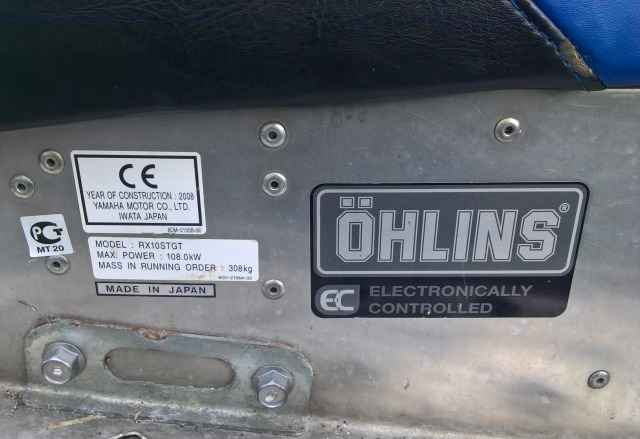 CE
YEAR OF CONSTRUCTION : 2008
YAMAHA MOTOR CO., LTD.
IWATA JAPAN
PCT
MT 20
MODEL : RX10STGT
MAX. POWER : 108.0kW
MASS IN RUNNING ORDER : 308kg
MADE IN JAPAN
ÖHLINS®
EC ELECTRONICALLY
CONTROLLED